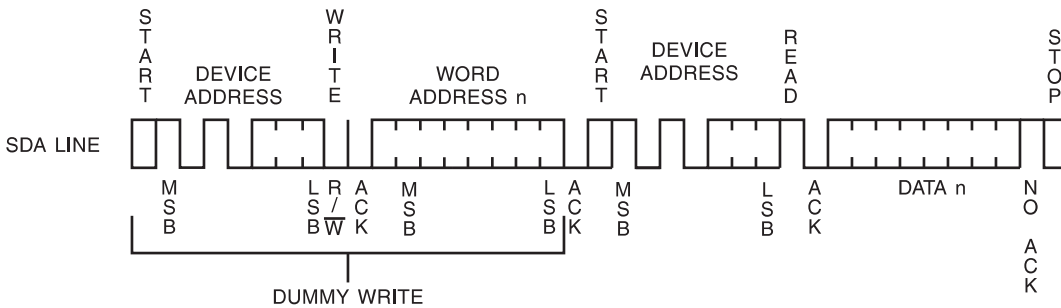 START
WRITE
START
READ
STOP
DEVICE
ADDRESS
WORD
ADDRESS n
DEVICE
ADDRESS
SDA LINE
MSB
LSB
R/W
ACK
MSB
LSB
ACK
MSB
LSB
ACK
DATA n
NO ACK
DUMMY WRITE